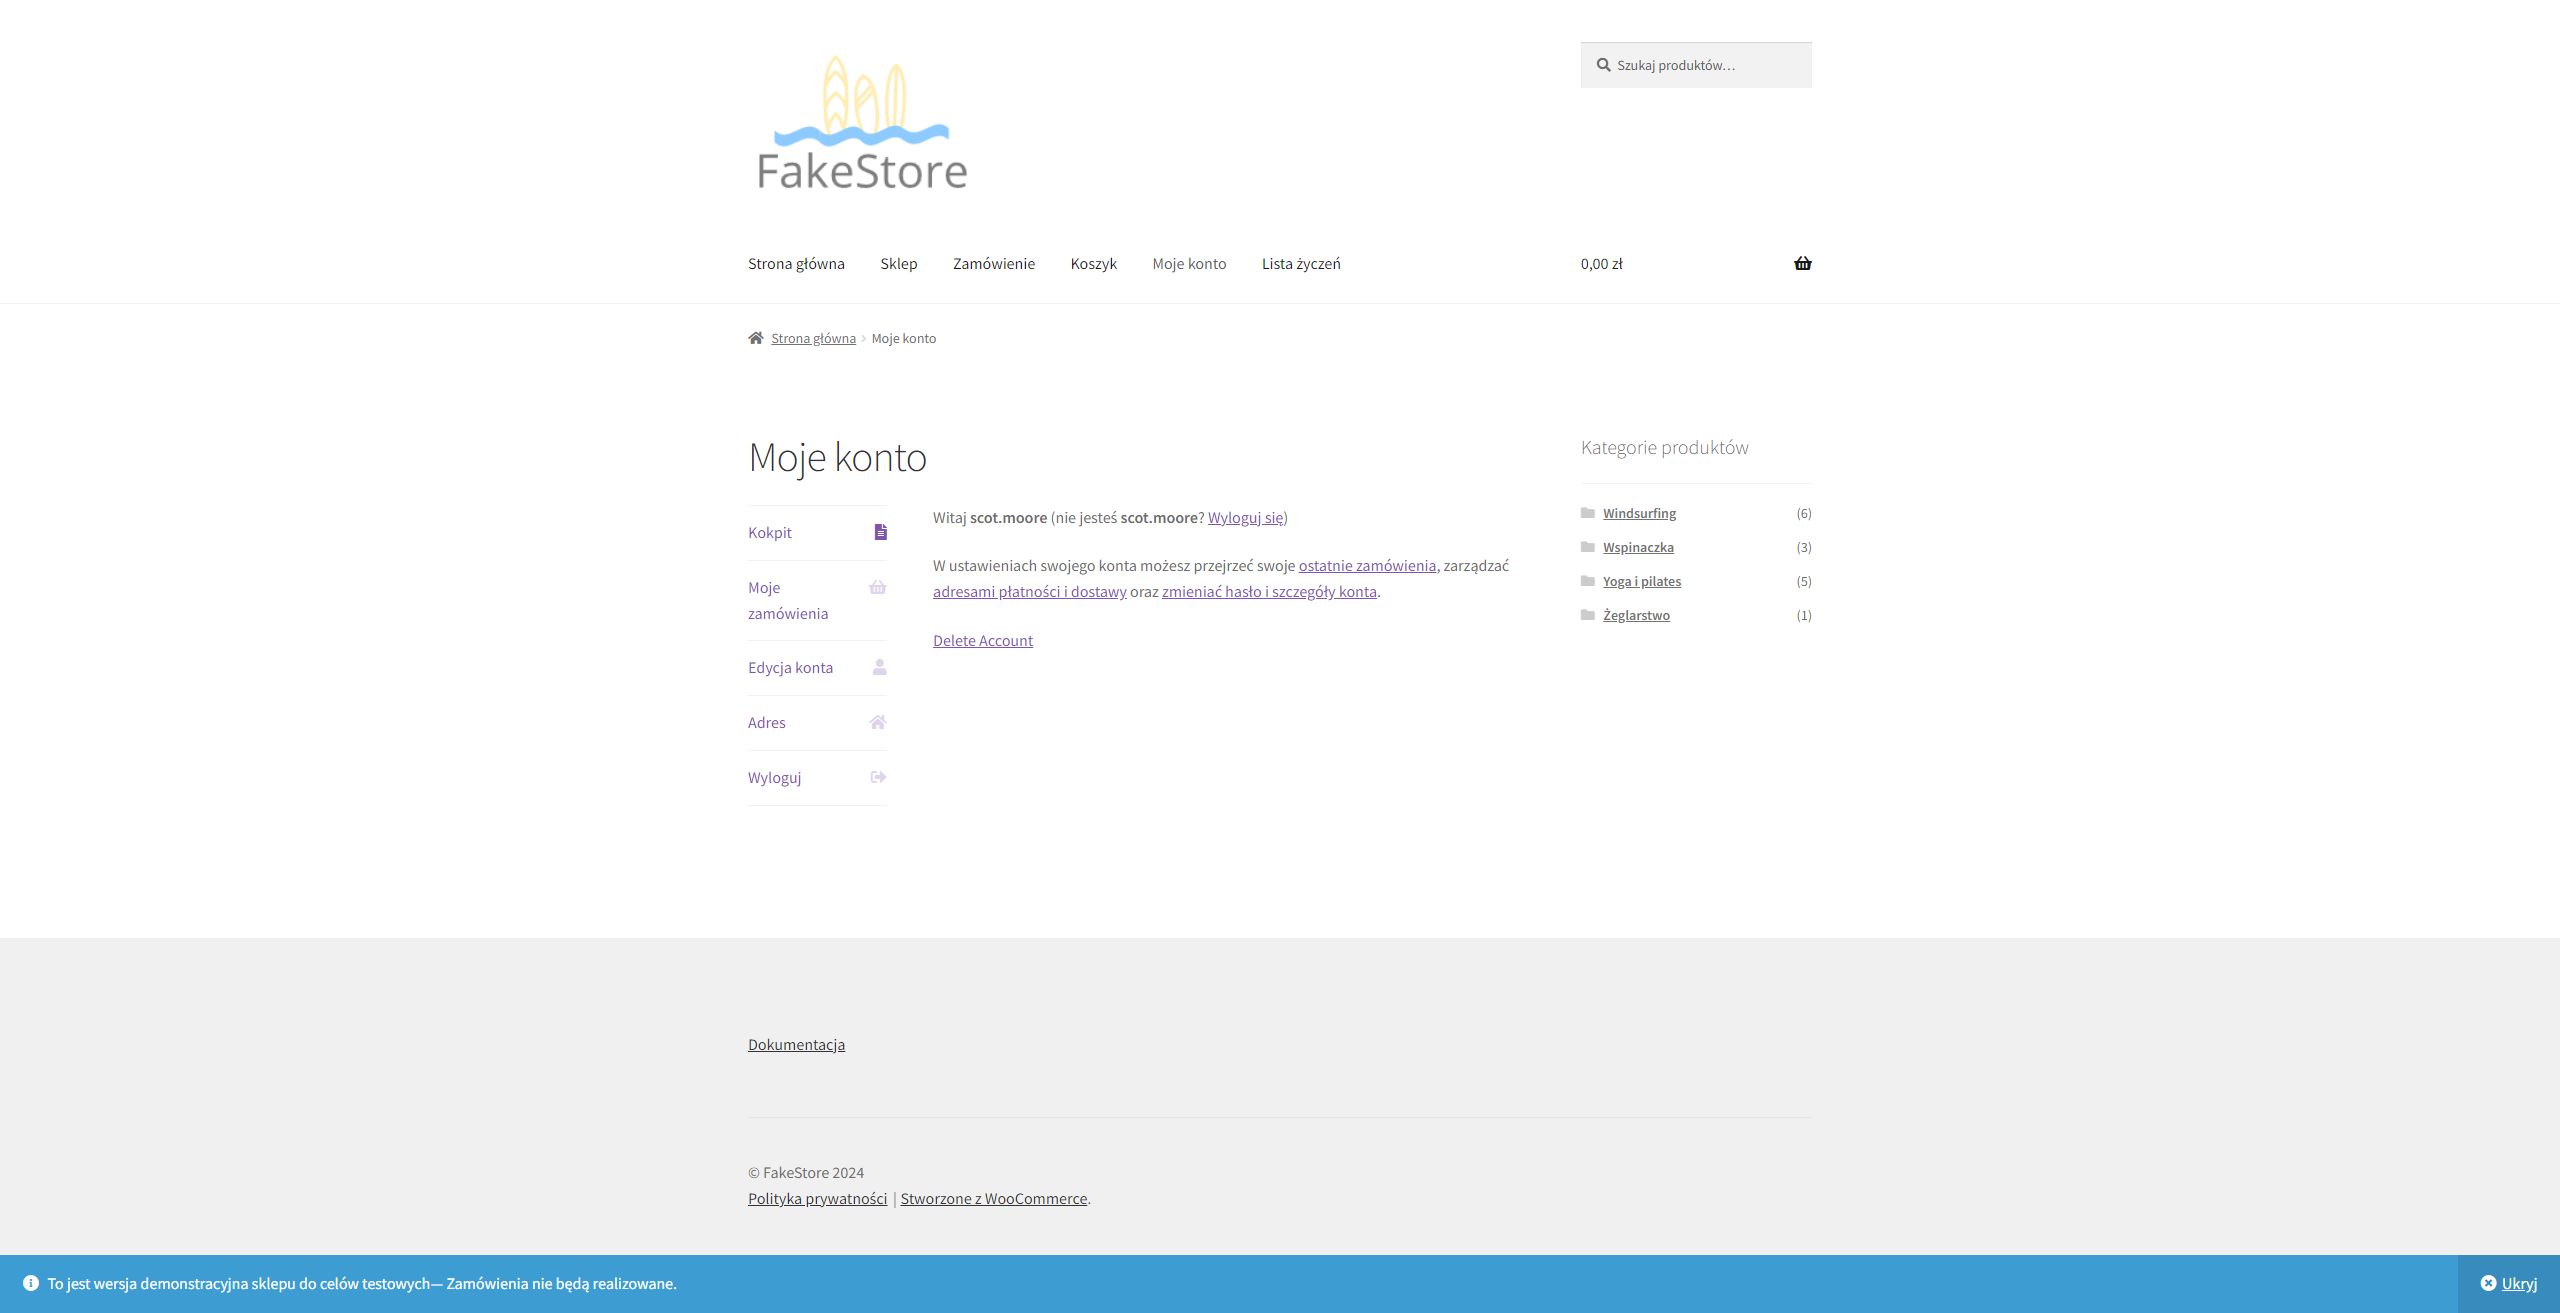 FakeStore
Szukaj produktów…
Strona główna
Sklep
Zamówienie
Koszyk
Moje konto
Lista życzeń
0,00 zł
Strona główna › Moje konto
Moje konto
Kokpit
Moje
zamówienia
Edycja konta
Adres
Wyloguj
Witaj scot.moore (nie jesteś scot.moore? Wyloguj się)
W ustawieniach swojego konta możesz przejrzeć swoje ostatnie zamówienia, zarządzać
adresami płatności i dostawy oraz zmieniać hasło i szczegóły konta.
Delete Account
Kategorie produktów
Windsurfing (6)
Wspinaczka (3)
Yoga i pilates (5)
Żeglarstwo (1)
Dokumentacja
© FakeStore 2024
Polityka prywatności | Stworzone z WooCommerce.
To jest wersja demonstracyjna sklepu do celów testowych— Zamówienia nie będą realizowane.
Ukryj